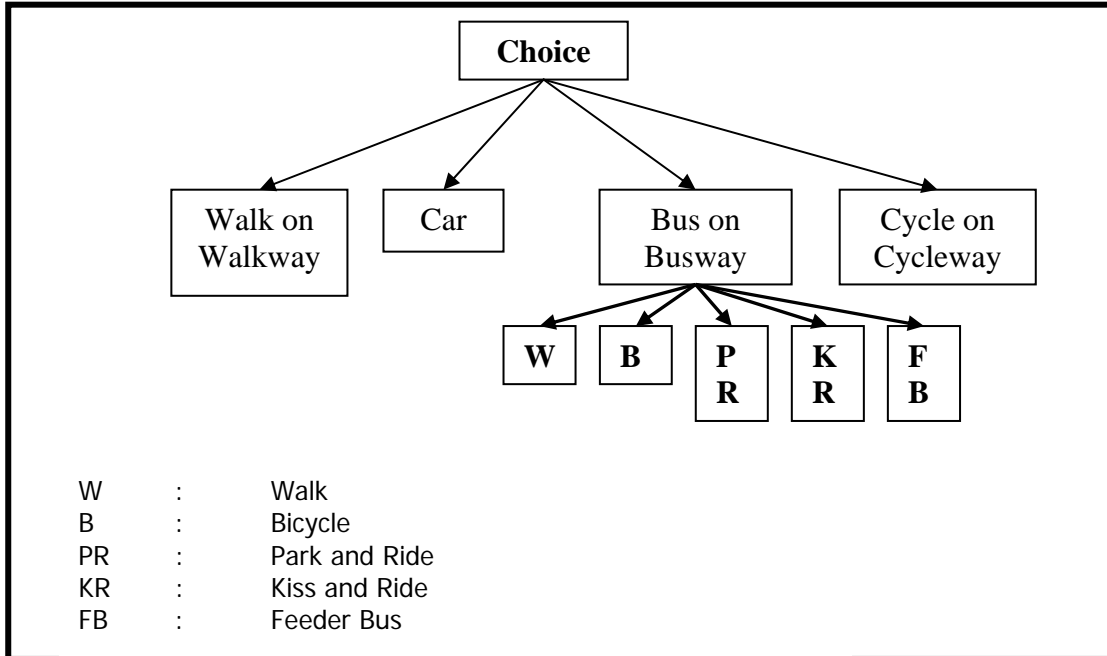 Choice
Walk on
Walkway
Car
Bus on
Busway
Cycle on
Cycleway
W
B
P
R
K
R
F
B
W : Walk
B : Bicycle
PR : Park and Ride
KR : Kiss and Ride
FB : Feeder Bus